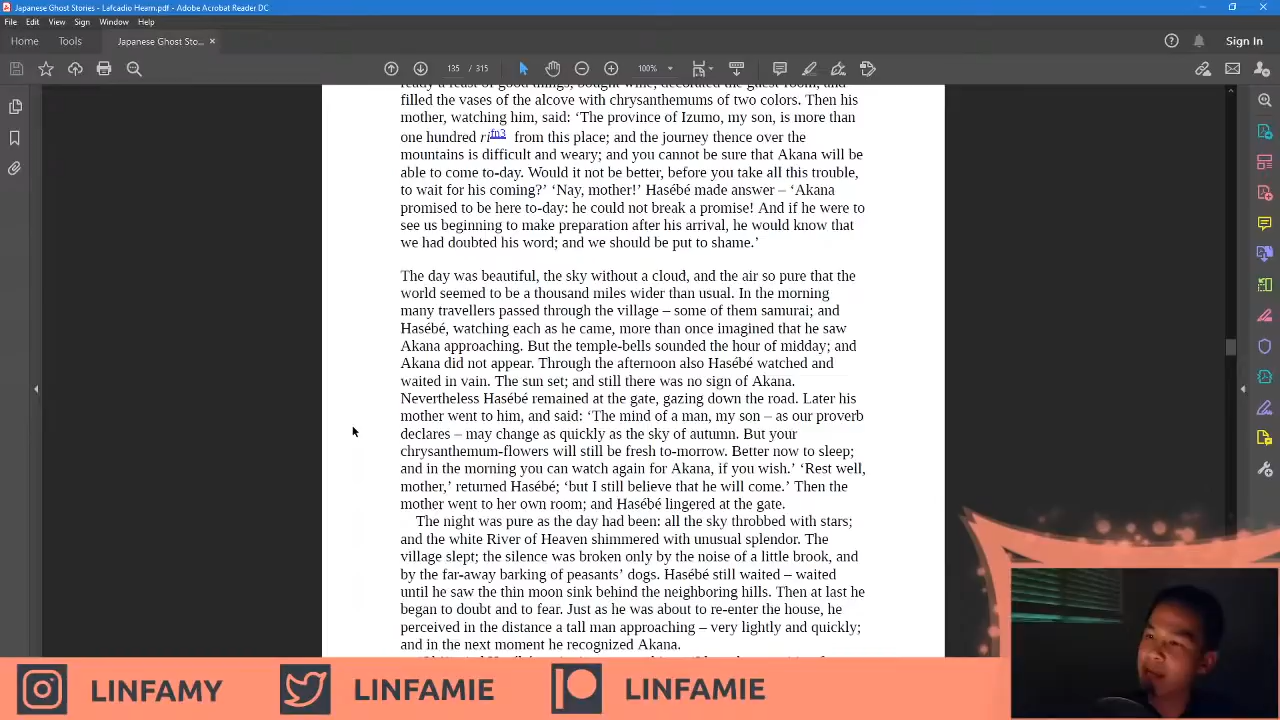 Japanese Ghost Stories - Lafcadio Hearn.pdf - Adobe Acrobat Reader DC
File Edit View Sign Window Help
Home Tools Japanese Ghost Sto... × Sign In
135 / 315 100%
ready a feast of good things, bought wine, decorated the guest-room, and
filled the vases of the alcove with chrysanthemums of two colors. Then his
mother, watching him, said: ‘The province of Izumo, my son, is more than
one hundred ri fn3 from this place; and the journey thence over the
mountains is difficult and weary; and you cannot be sure that Akana will be
able to come to-day. Would it not be better, before you take all this trouble,
to wait for his coming?’ ‘Nay, mother!’ Hasébé made answer – ‘Akana
promised to be here to-day: he could not break a promise! And if he were to
see us beginning to make preparation after his arrival, he would know that
we had doubted his word; and we should be put to shame.’
The day was beautiful, the sky without a cloud, and the air so pure that the
world seemed to be a thousand miles wider than usual. In the morning
many travellers passed through the village – some of them samurai; and
Hasébé, watching each as he came, more than once imagined that he saw
Akana approaching. But the temple-bells sounded the hour of midday; and
Akana did not appear. Through the afternoon also Hasébé watched and
waited in vain. The sun set; and still there was no sign of Akana.
Nevertheless Hasébé remained at the gate, gazing down the road. Later his
mother went to him, and said: ‘The mind of a man, my son – as our proverb
declares – may change as quickly as the sky of autumn. But your
chrysanthemum-flowers will still be fresh to-morrow. Better now to sleep;
and in the morning you can watch again for Akana, if you wish.’ ‘Rest well,
mother,’ returned Hasébé; ‘but I still believe that he will come.’ Then the
mother went to her own room; and Hasébé lingered at the gate.
The night was pure as the day had been: all the sky throbbed with stars;
and the white River of Heaven shimmered with unusual splendor. The
village slept; the silence was broken only by the noise of a little brook, and
by the far-away barking of peasants’ dogs. Hasébé still waited – waited
until he saw the thin moon sink behind the neighboring hills. Then at last he
began to doubt and to fear. Just as he was about to re-enter the house, he
perceived in the distance a tall man approaching – very lightly and quickly;
and in the next moment he recognized Akana.
LINFAMY LINFAMIE LINFAMIE